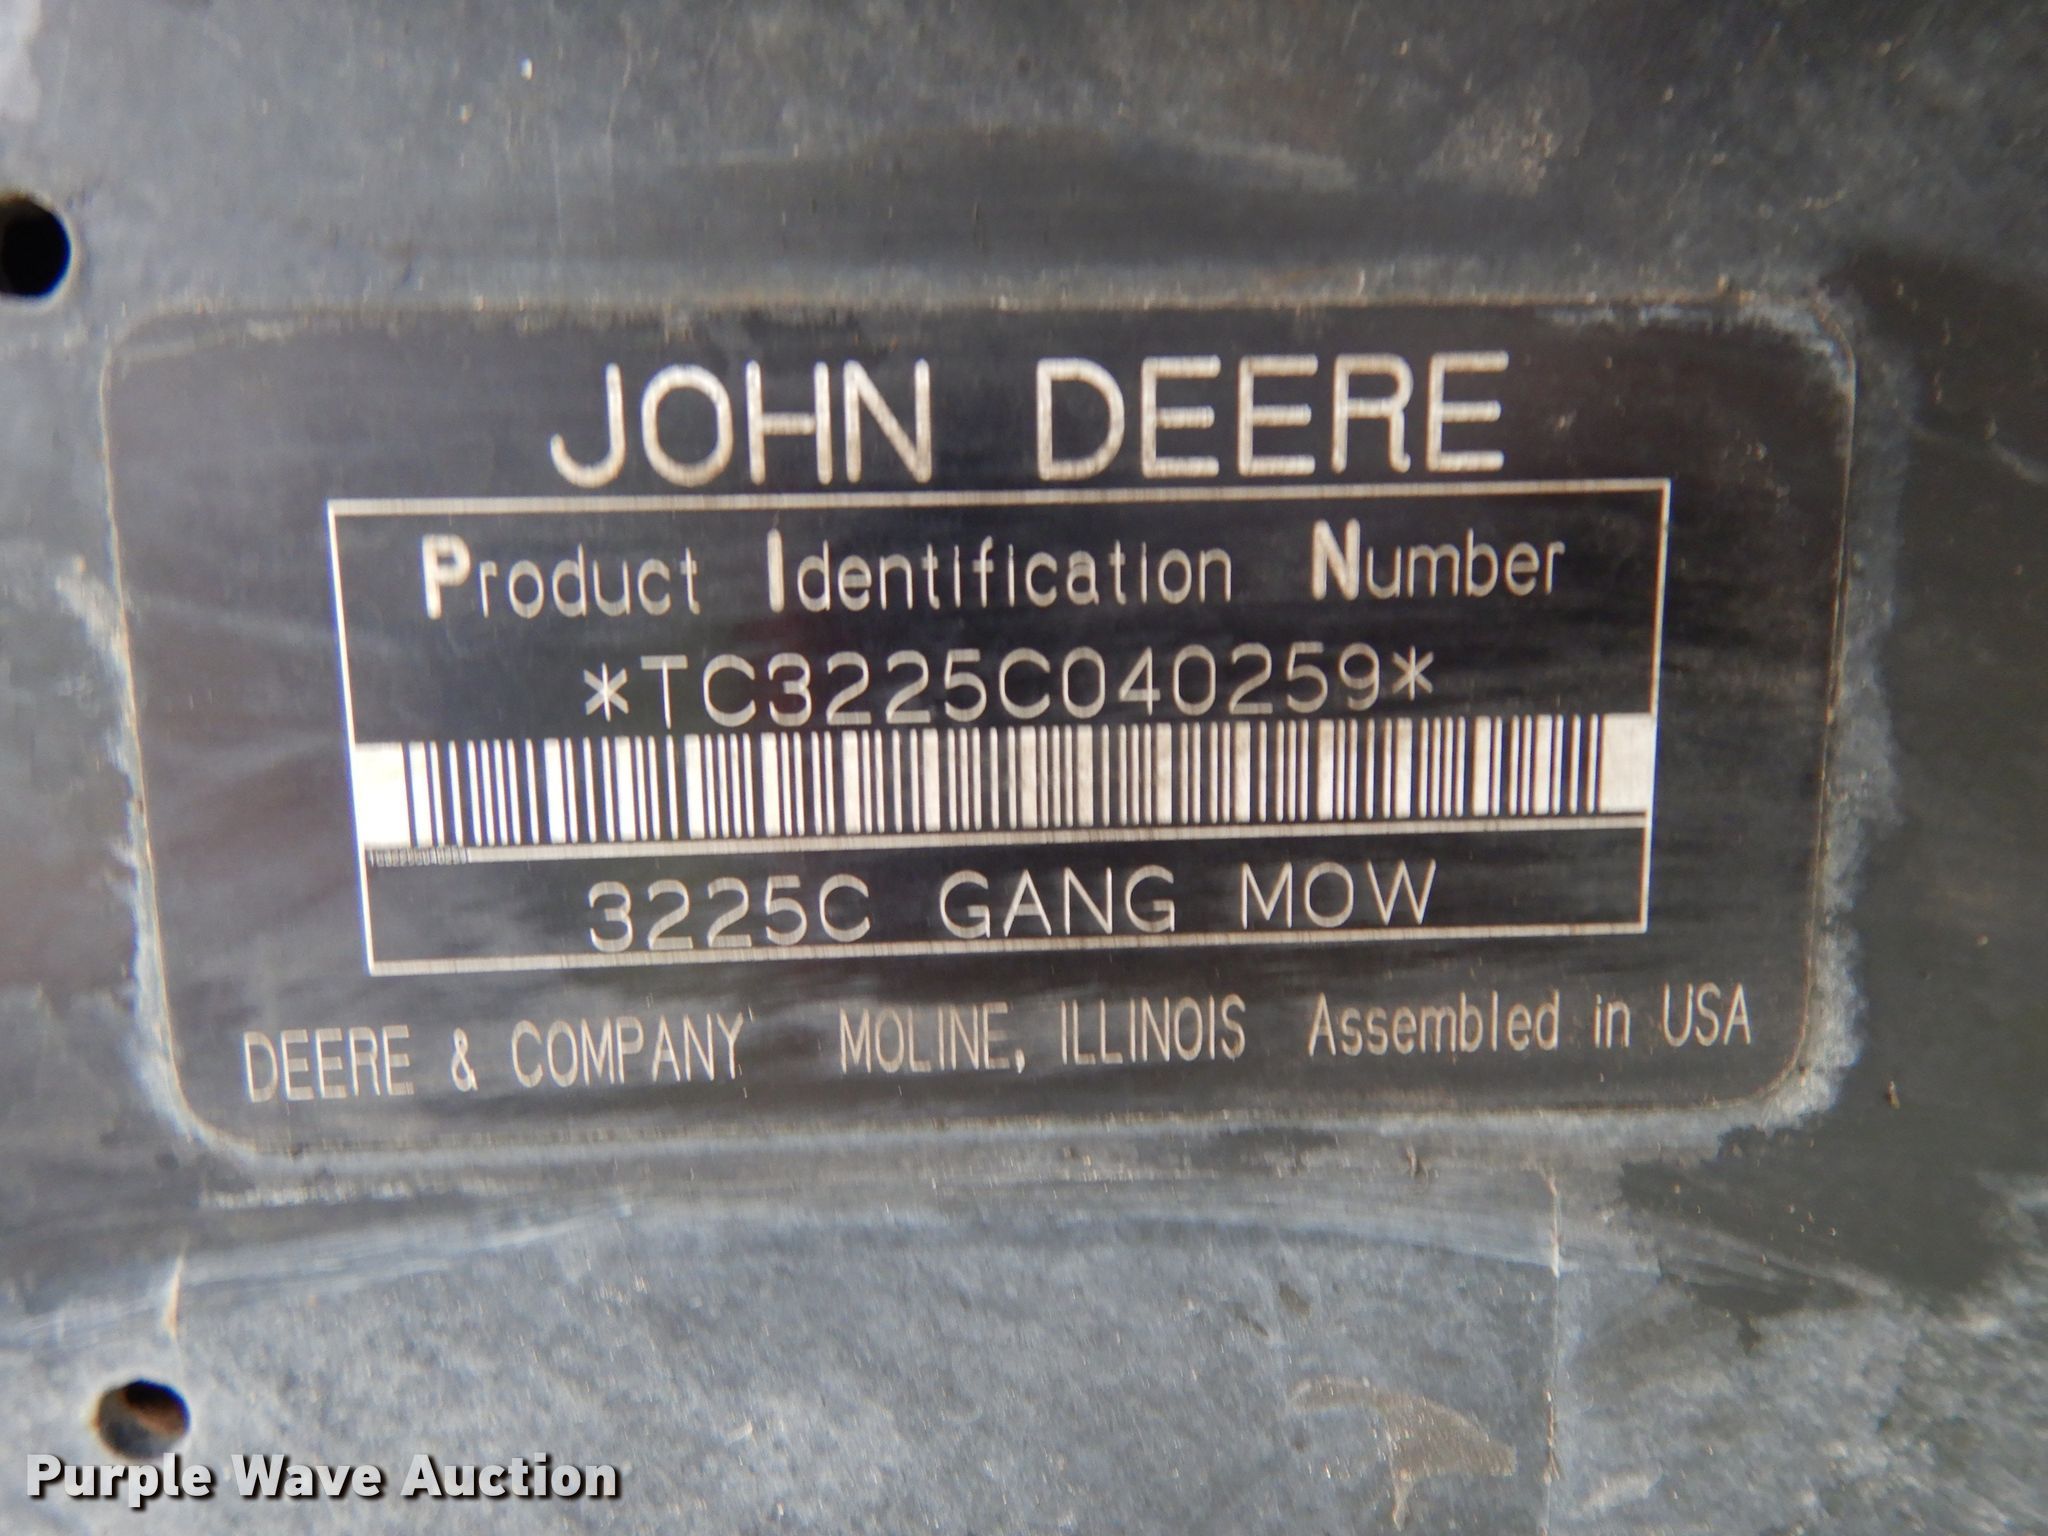 JOHN DEERE
Product Identification Number
*TC3225C040259*
TC3225C040259
3225C GANG MOW
DEERE & COMPANY MOLINE, ILLINOIS Assembled in USA
Purple Wave Auction